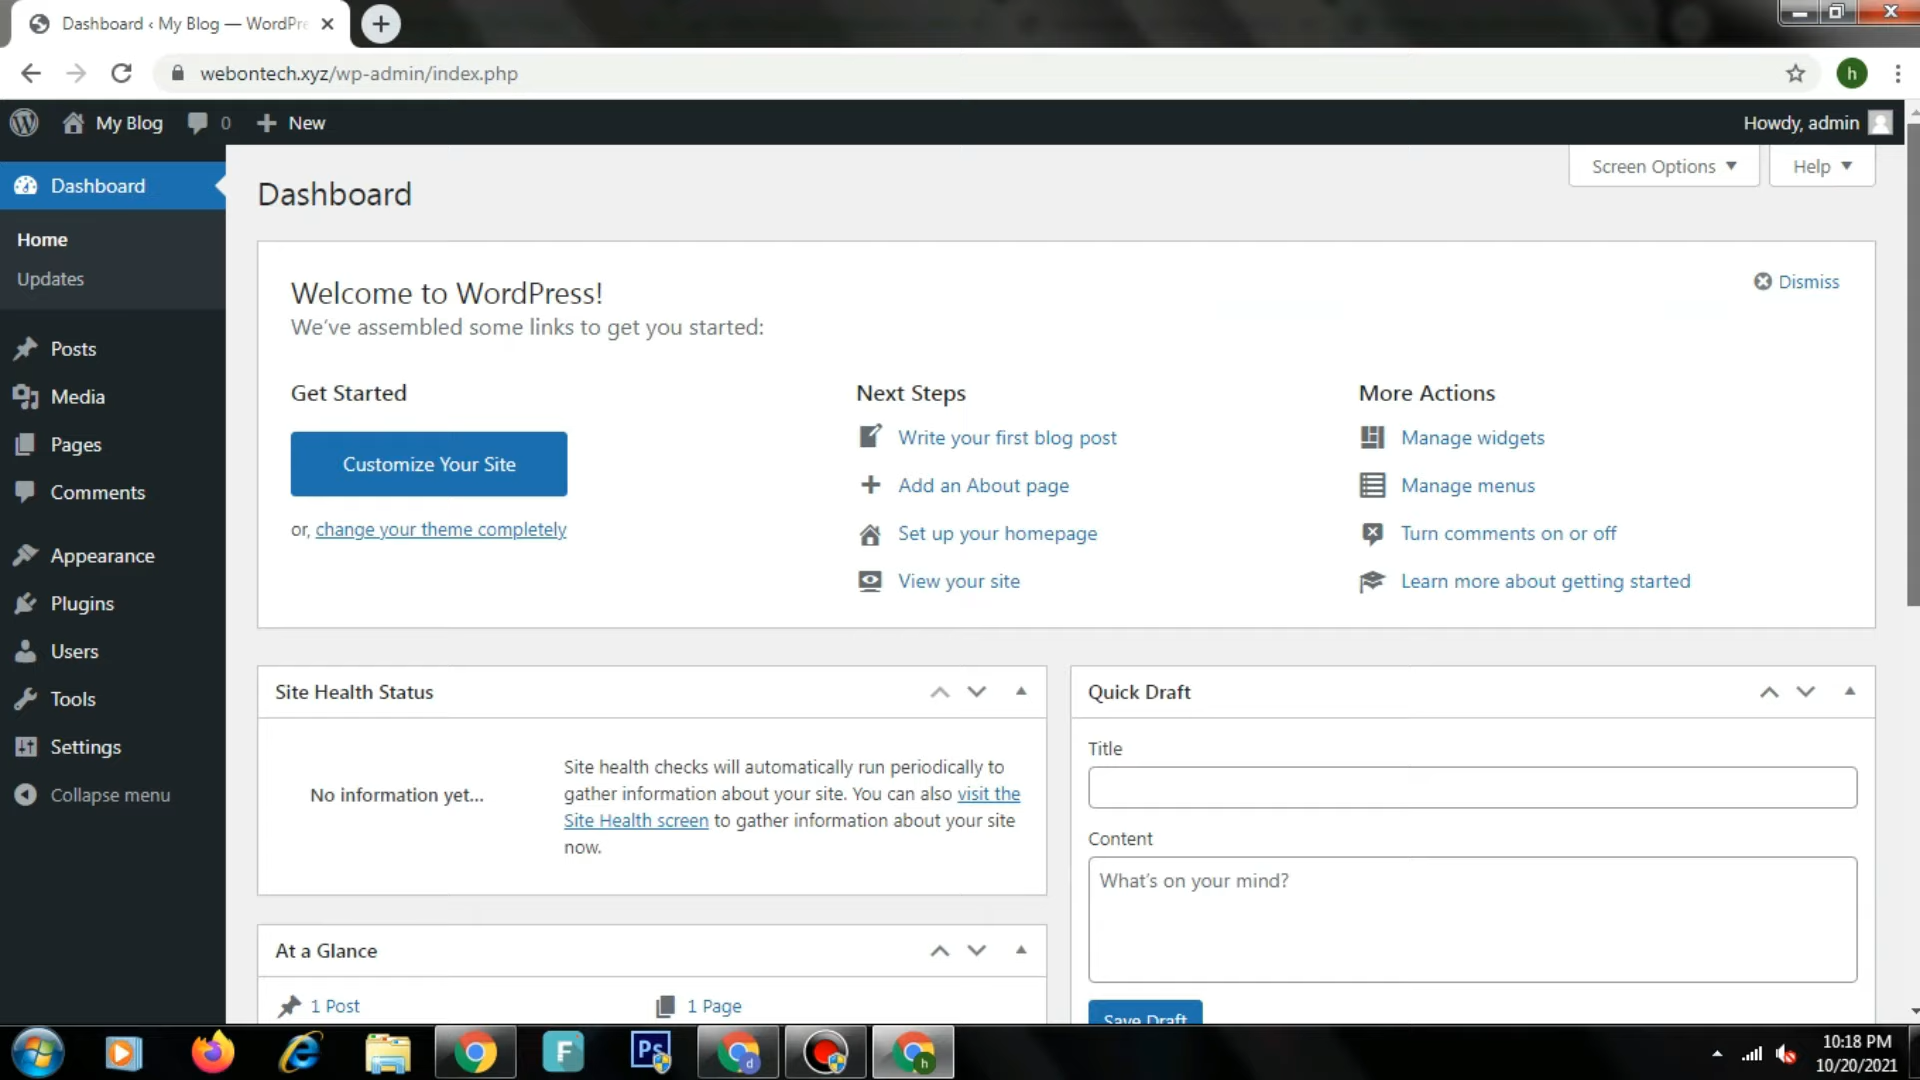 Dashboard ‹ My Blog — WordPre
webontech.xyz/wp-admin/index.php
h
My Blog 0 New
Howdy, admin
Screen Options
Help
Dashboard
Home
Updates
Posts
Media
Pages
Comments
Appearance
Plugins
Users
Tools
Settings
Collapse menu
Dashboard
Welcome to WordPress!
We've assembled some links to get you started:
Dismiss
Get Started
Customize Your Site
or, change your theme completely
Next Steps
Write your first blog post
Add an About page
Set up your homepage
View your site
More Actions
Manage widgets
Manage menus
Turn comments on or off
Learn more about getting started
Site Health Status
No information yet...
Site health checks will automatically run periodically to
gather information about your site. You can also visit the
Site Health screen to gather information about your site
now.
At a Glance
1 Post
1 Page
Quick Draft
Title
Content
What's on your mind?
Save Draft
F
Ps
d
h
10:18 PM
10/20/2021